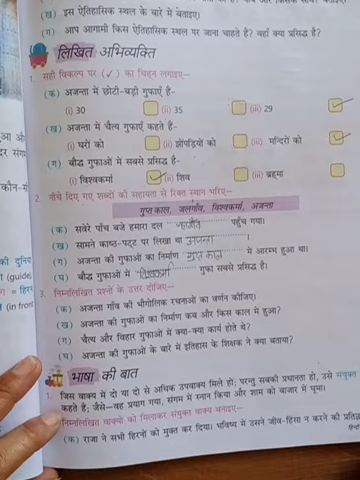 (ख) इस ऐतिहासिक स्थल के बारे में बताइए।
(ग) आप आगामी किस ऐतिहासिक स्थल पर जाना चाहते हैं? वहाँ क्या प्रसिद्ध है?
लिखित अभिव्यक्ति
1. सही विकल्प पर (✓) का चिह्न लगाइए–
(क) अजन्ता में छोटी-बड़ी गुफाएँ हैं-
(i) 30 (ii) 35 (iii) 29 ✓
(ख) अजन्ता में चैत्य गुफाएँ कहते हैं-
(i) घरों को (ii) झोंपड़ियों को (iii) मन्दिरों को ✓
(ग) बौद्ध गुफाओं में सबसे प्रसिद्ध है-
(i) विश्वकर्मा ✓ (ii) शिव (iii) ब्रह्मा
2. नीचे दिए गए शब्दों की सहायता से रिक्त स्थान भरिए–
गुप्तकाल, जलगाँव, विश्वकर्मा, अजन्ता
(क) सवेरे पाँच बजे हमारा दल पहुँच गया।
(ख) सामने काष्ठ-पट्ट पर लिखा था अजन्ता ।
(ग) अजन्ता की गुफाओं का निर्माण गुप्तकाल में आरम्भ हुआ था।
(घ) बौद्ध गुफाओं में विश्वकर्मा गुफा सबसे प्रसिद्ध है।
3. निम्नलिखित प्रश्नों के उत्तर दीजिए–
(क) अजन्ता गाँव की भौगोलिक रचनाओं का वर्णन कीजिए।
(ख) अजन्ता की गुफाओं का निर्माण कब और किस काल में हुआ?
(ग) चैत्य और विहार गुफाओं में क्या-क्या कार्य होते थे?
(घ) अजन्ता की गुफाओं के बारे में इतिहास के शिक्षक ने क्या बताया?
भाषा की बात
1. जिस वाक्य में दो या दो से अधिक उपवाक्य मिले हों; परन्तु सबकी प्रधानता हो, उसे संयुक्त
कहते हैं; जैसे–वह प्रयाग गया, संगम में स्नान किया और शाम को बाजार में घूमा।
निम्नलिखित वाक्यों को मिलाकर संयुक्त वाक्य बनाइए–
(क) राजा ने सभी हिरनों को मुक्त कर दिया। भविष्य में उसने जीव-हिंसा न करने की
हिन्दी
की दुनिय
(guide)
= हिर
(in front
कौन-से